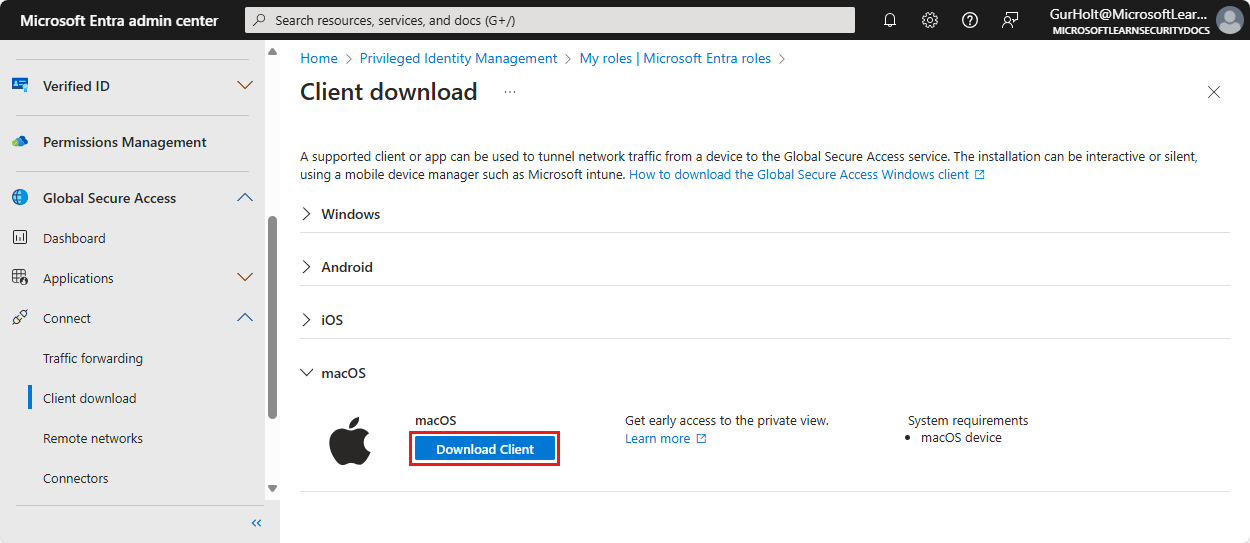 Microsoft Entra admin center
Search resources, services, and docs (G+/)
GurHolt@MicrosoftLear...
MICROSOFTLEARNSECURITYDOCS
Verified ID
Permissions Management
Global Secure Access
Dashboard
Applications
Connect
Traffic forwarding
Client download
Remote networks
Connectors
Home > Privileged Identity Management > My roles | Microsoft Entra roles >
Client download ...
A supported client or app can be used to tunnel network traffic from a device to the Global Secure Access service. The installation can be interactive or silent,
using a mobile device manager such as Microsoft intune. How to download the Global Secure Access Windows client
Windows
Android
iOS
macOS
macOS
Download Client
Get early access to the private view.
Learn more
System requirements
• macOS device